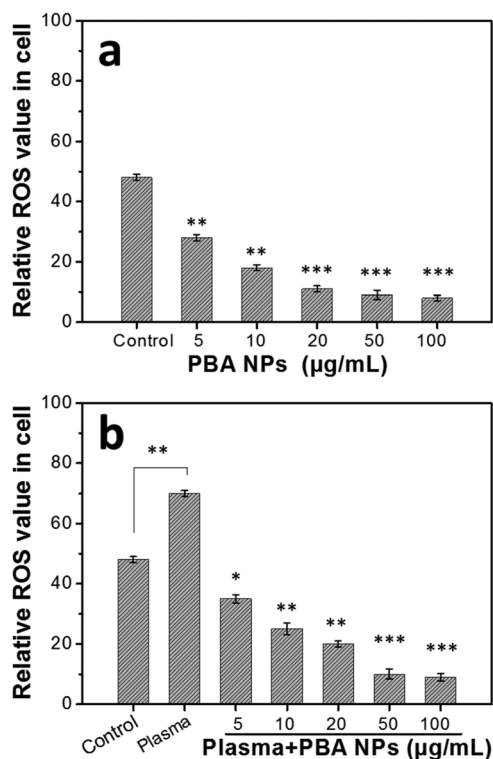 100
a
80
60
40
20
0
Relative ROS value in cell
**
**
***
***
***
Control 5 10 20 50 100
PBA NPs (µg/mL)
100
b
80
60
40
20
0
Relative ROS value in cell
**
*
**
**
***
***
Control Plasma 5 10 20 50 100
Plasma+PBA NPs (µg/mL)